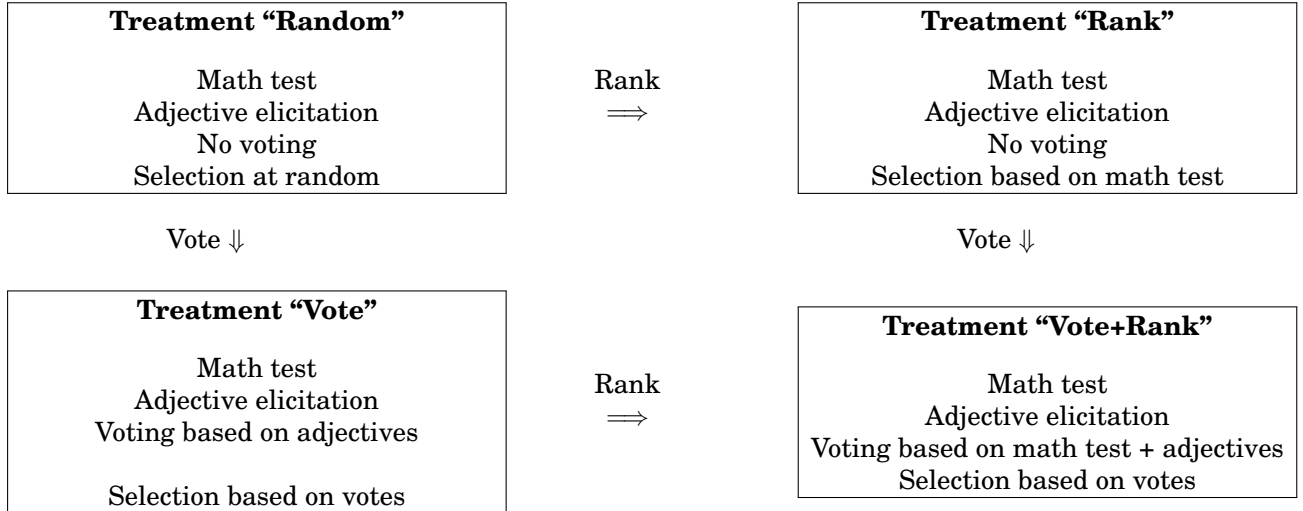 Treatment “Random”
Math test
Adjective elicitation
No voting
Selection at random
Rank
⟹
Treatment “Rank”
Math test
Adjective elicitation
No voting
Selection based on math test
Vote ⇓
Vote ⇓
Treatment “Vote”
Math test
Adjective elicitation
Voting based on adjectives
Selection based on votes
Rank
⟹
Treatment “Vote+Rank”
Math test
Adjective elicitation
Voting based on math test + adjectives
Selection based on votes